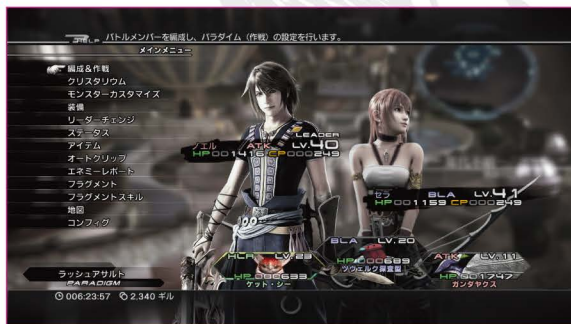 HELP バトルメンバーを編成し、パラダイム（作戦）の設定を行います。
メインメニュー
編成&作戦
クリスタリウム
モンスターカスタマイズ
装備
リーダーチェンジ
ステータス
アイテム
オートクリップ
エネミーレポート
フラグメント
フラグメントスキル
地図
コンフィグ
LEADER
ノエル ATK LV.40
HP001416 CP000249
セラ BLA LV.41
HP001159 CP000249
HLR LV.23
HP000693
ケット・シー
BLA LV.20
HP000689
ツヴェルク探査型
ATK LV.11
HP001747
ガンダヤクス
ラッシュアサルト
PARADIGM
006:23:57 2,340 ギル